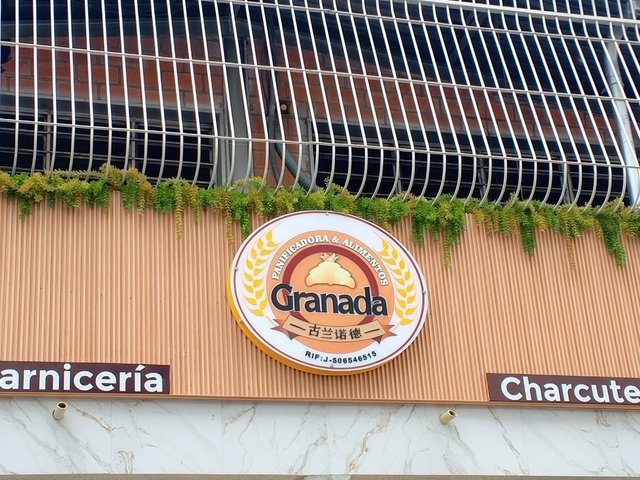 PANIFICADORA & ALIMENTOS
Granada
古兰诺德
RIF:J-506546515
arnicería
Charcute